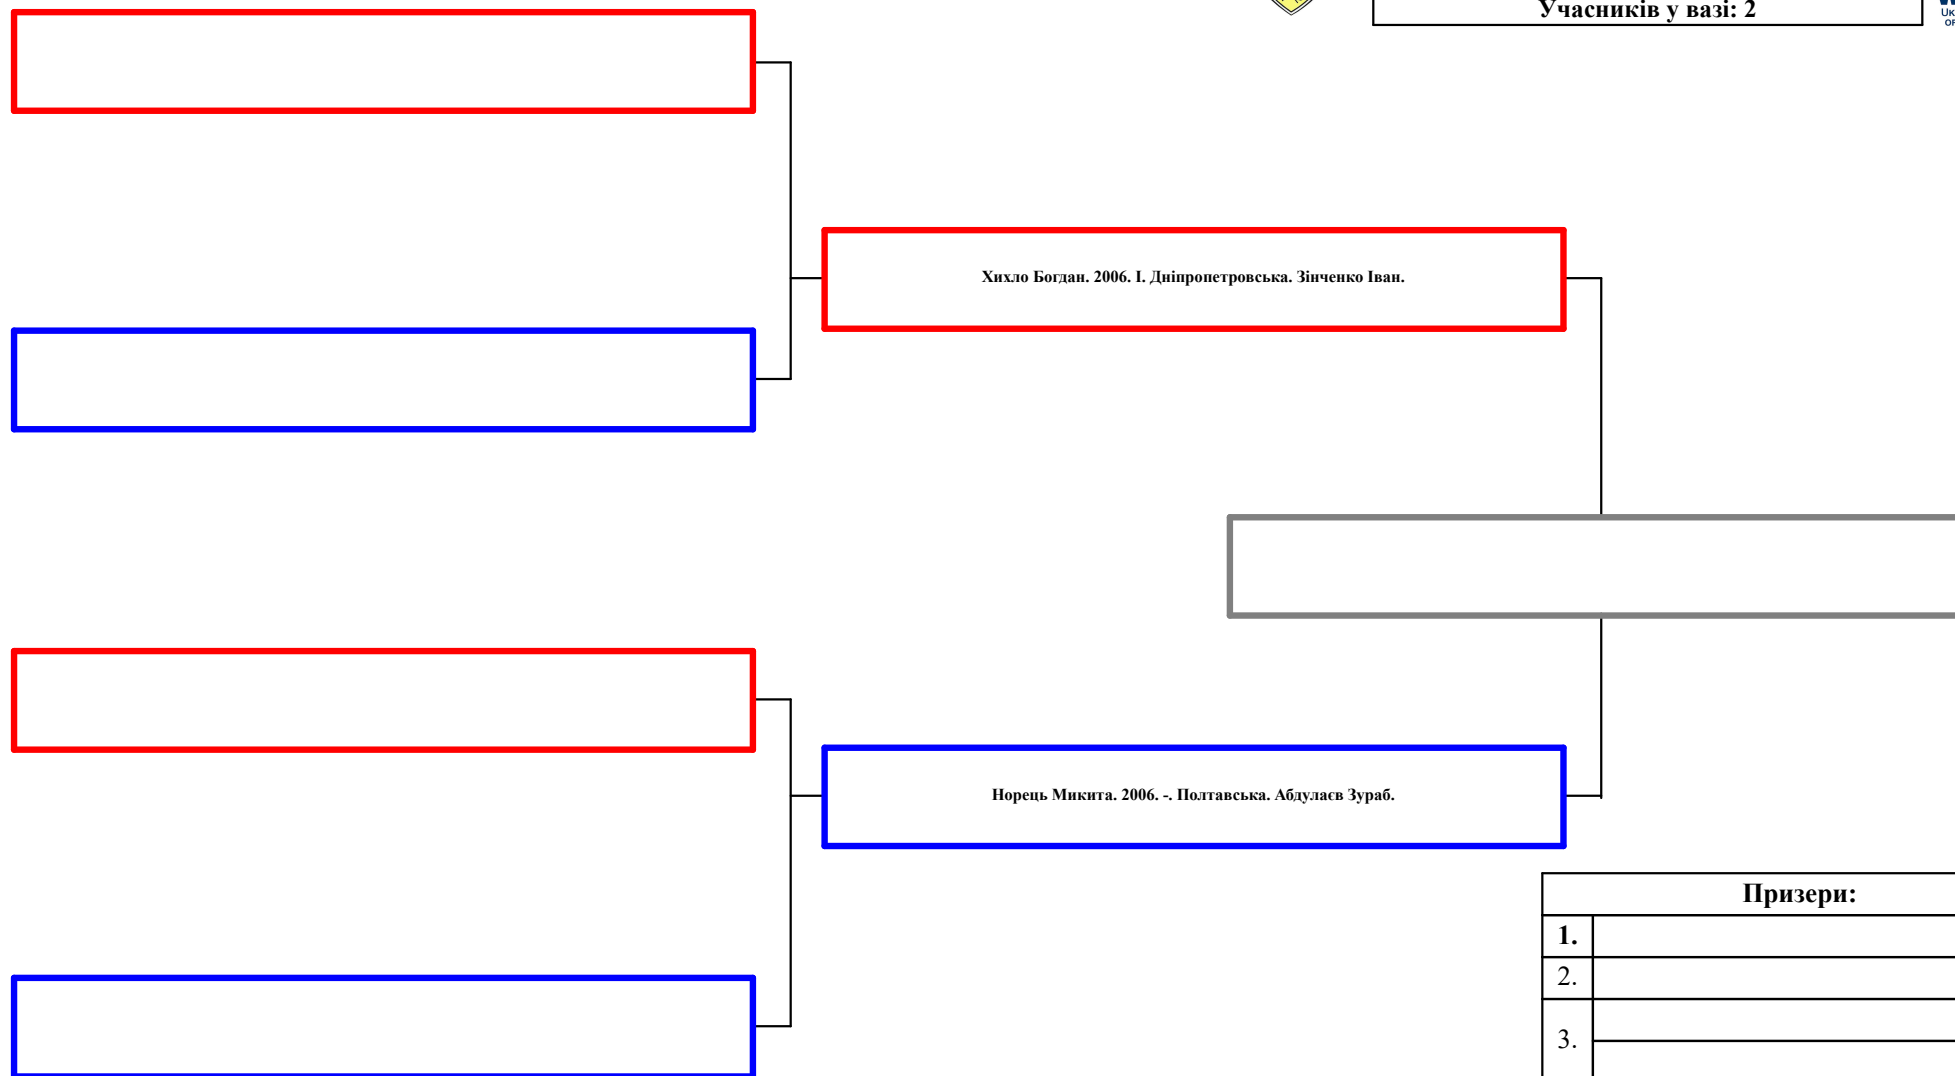 Учасників у вазі: 2
Хихло Богдан. 2006. І. Дніпропетровська. Зінченко Іван.
Норець Микита. 2006. -. Полтавська. Абдулаєв Зураб.
Призери:
1.
2.
3.